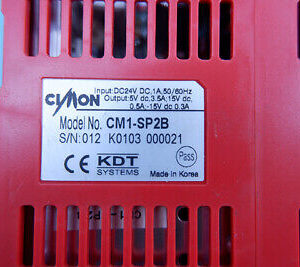 CIMON
Input:DC24V DC,1A,50/60Hz
Output:5V dc,3.5A;15V dc,
0.5A;-15V dc 0.3A
Model No. CM1-SP2B
S/N:012 K0103 000021
CE KDT
SYSTEMS
Pass
Made in Korea